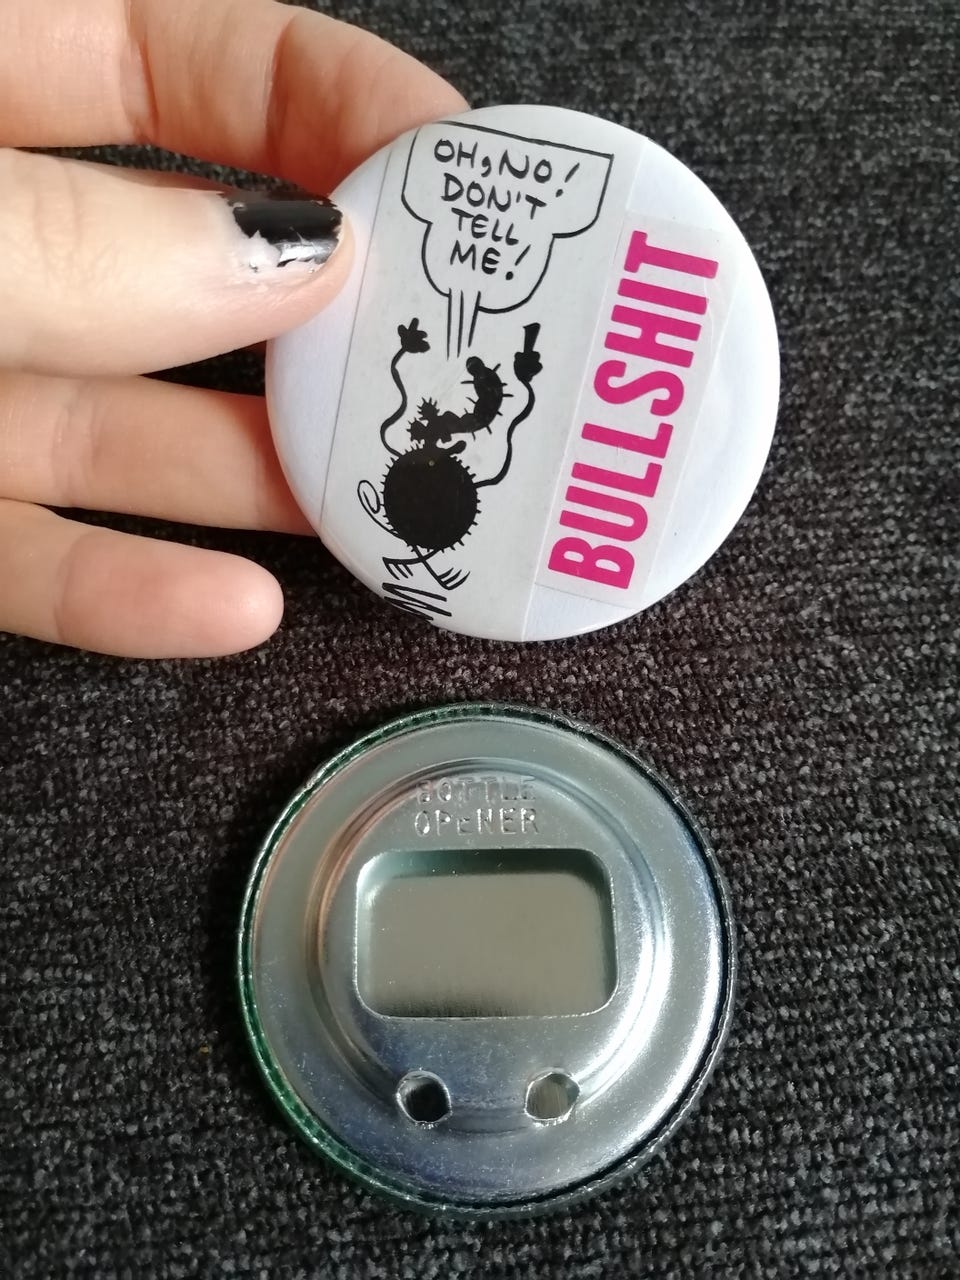 OH, NO!
DON'T
TELL
ME!
BULLSHIT
BOTTLE
OPENER